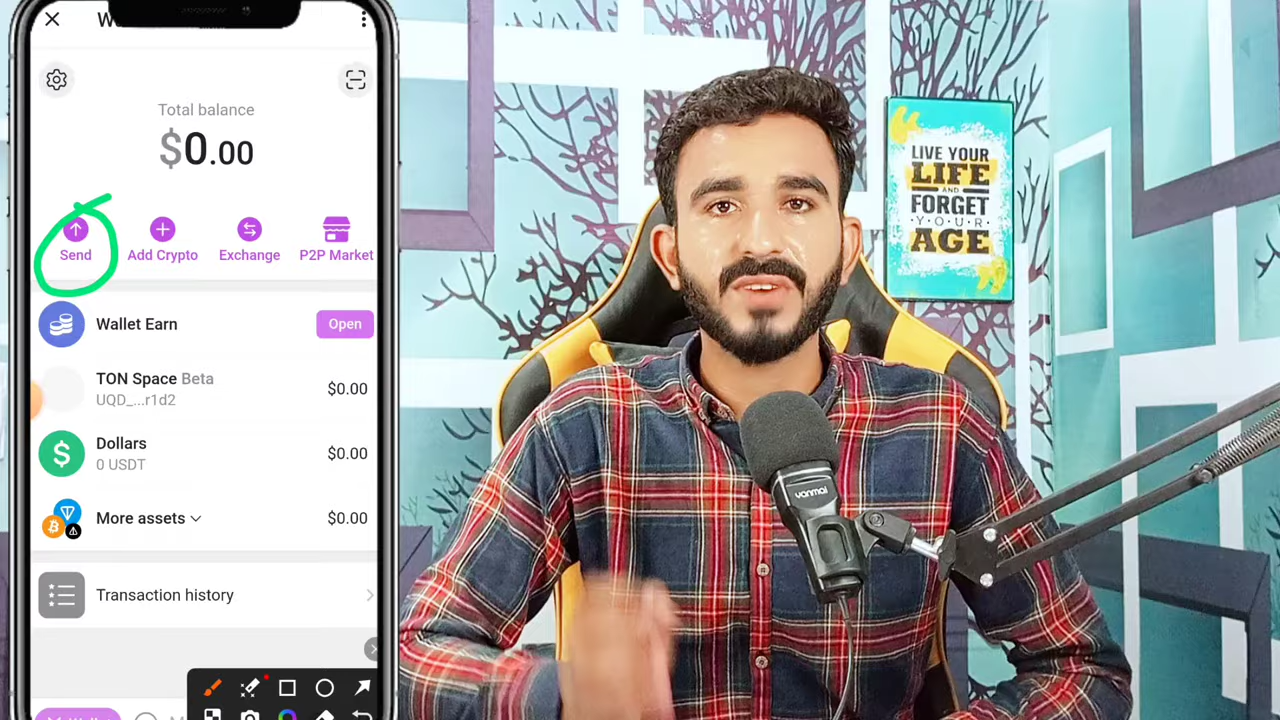 Total balance
$0.00
Send
Add Crypto
Exchange
P2P Market
Wallet Earn
Open
TON Space Beta
UQD_...r1d2
$0.00
Dollars
0 USDT
$0.00
More assets
$0.00
Transaction history
LIVE YOUR
LIFE
AND
FORGET
YOUR
AGE
yanmai